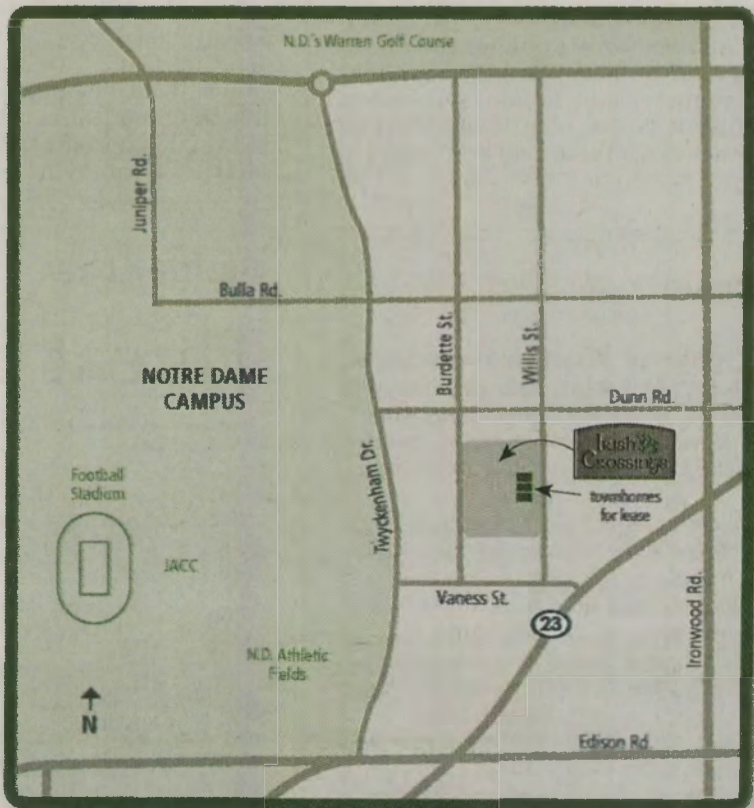 N.D.'s Warren Golf Course
Juniper Rd.
Bulla Rd.
Burdette St.
Willis St.
NOTRE DAME
CAMPUS
Dunn Rd.
Irish
Crossings
townhomes
for lease
Football
Stadium
JACC
Twyckenham Dr.
Vaness St.
23
Ironwood Rd.
N.D. Athletic
Fields
N
Edison Rd.